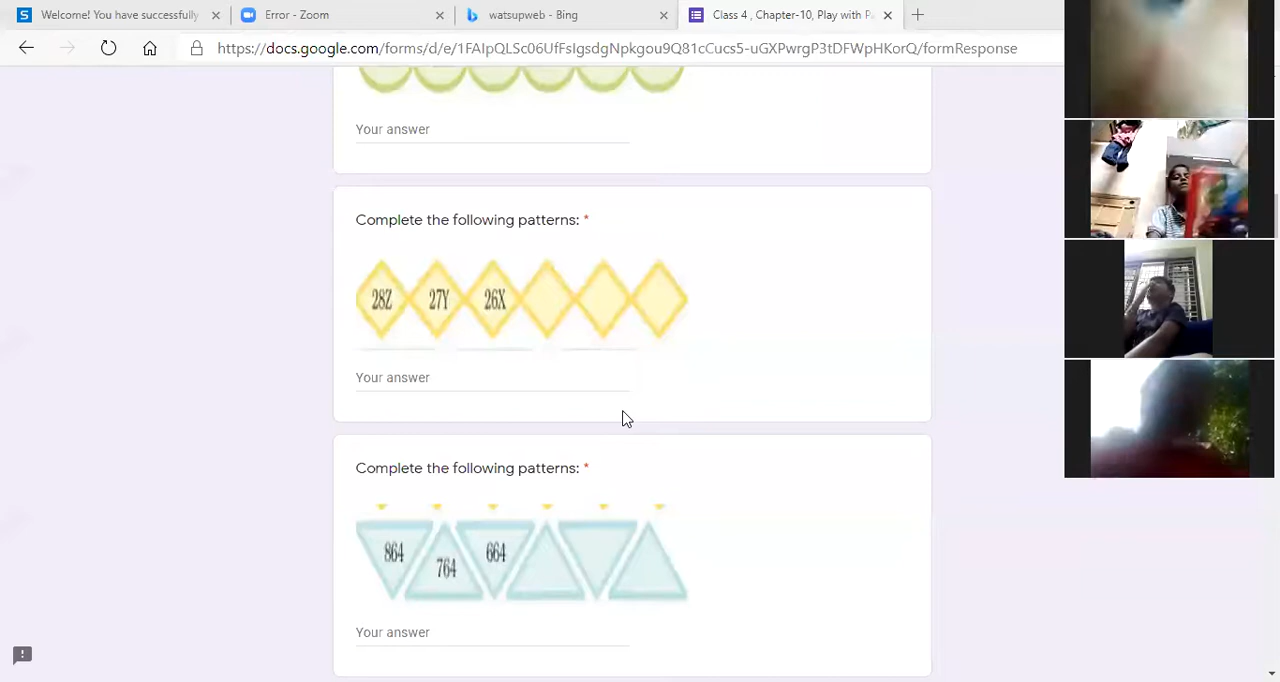 Welcome! You have successfully
Error - Zoom
watsupweb - Bing
Class 4 , Chapter-10, Play with Pa
https://docs.google.com/forms/d/e/1FAIpQLSc06UfFsIgsdgNpkgou9Q81cCucs5-uGXPwrgP3tDFWpHKorQ/formResponse
Your answer
Complete the following patterns: *
28Z 27Y 26X
Your answer
Complete the following patterns: *
864 764 664
Your answer